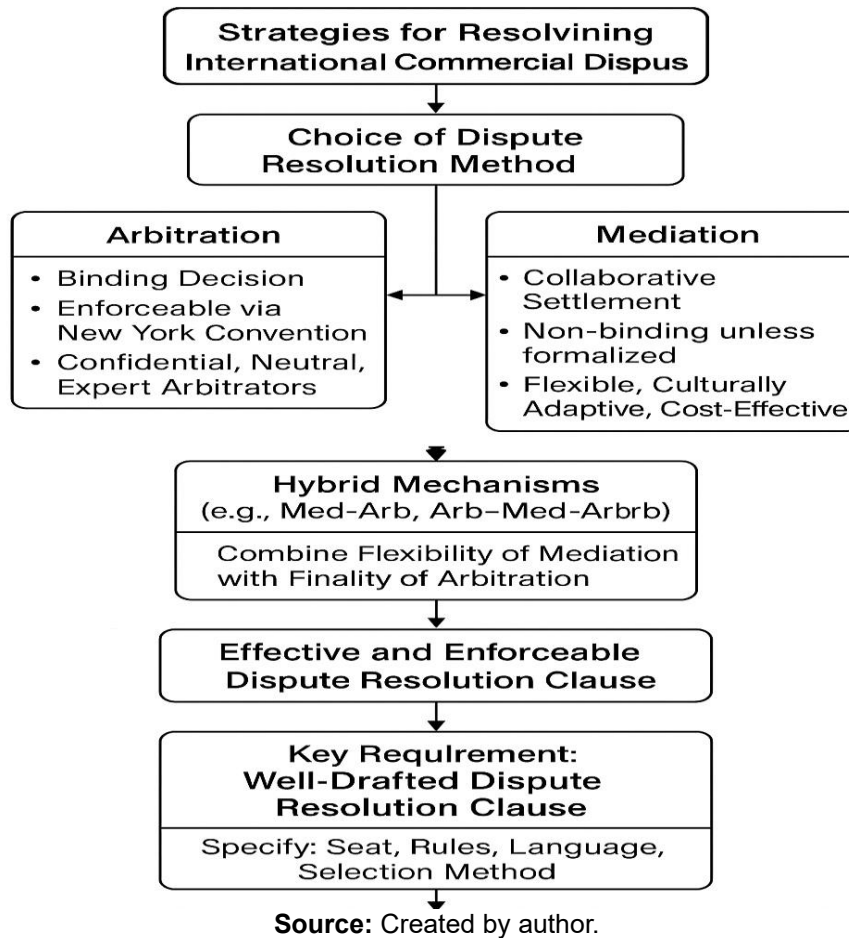 Strategies for Resolvining
International Commercial Dispus
Choice of Dispute
Resolution Method
Arbitration
• Binding Decision
• Enforceable via
New York Convention
• Confidential, Neutral,
Expert Arbitrators
Mediation
• Collaborative
Settlement
• Non-binding unless
formalized
• Flexible, Culturally
Adaptive, Cost-Effective
Hybrid Mechanisms
(e.g., Med-Arb, Arb–Med-Arbrb)
Combine Flexibility of Mediation
with Finality of Arbitration
Effective and Enforceable
Dispute Resolution Clause
Key Requlrement:
Well-Drafted Dispute
Resolution Clause
Specify: Seat, Rules, Language,
Selection Method
Source: Created by author.